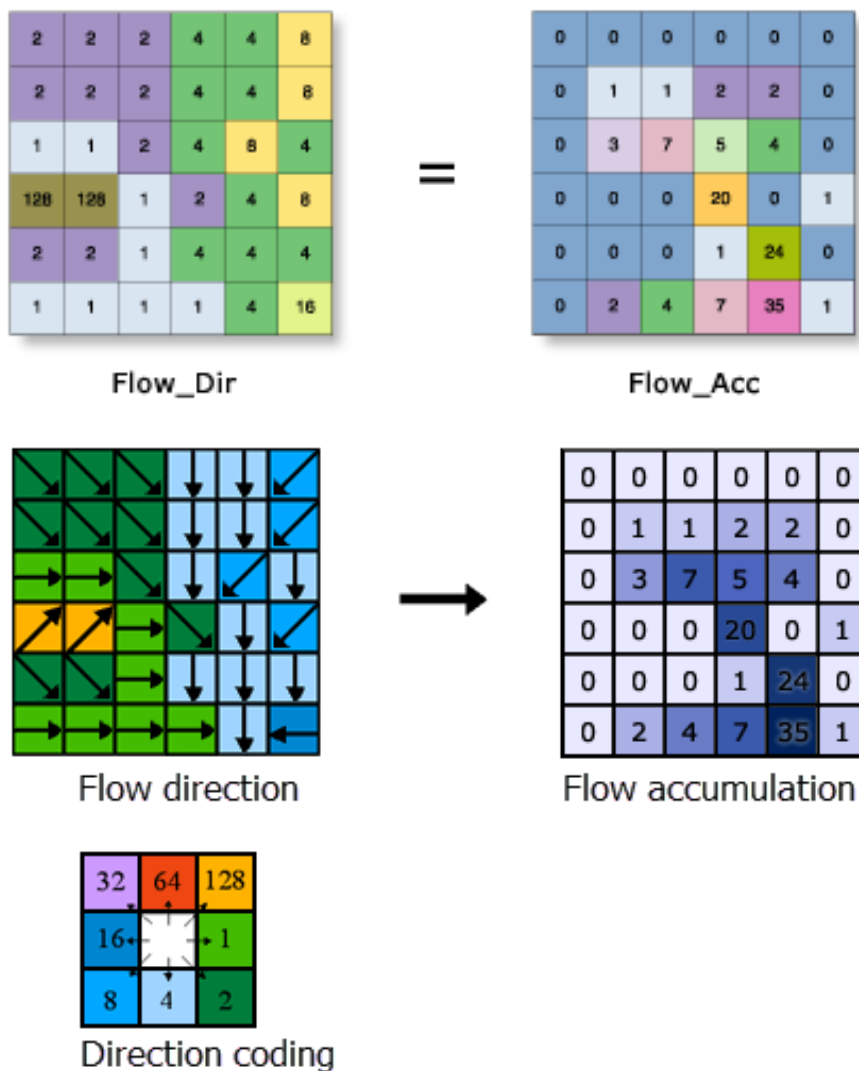 2 2 2 4 4 8
2 2 2 4 4 8
1 1 2 4 8 4
128 128 1 2 4 8
2 2 1 4 4 4
1 1 1 1 4 16
Flow_Dir
=
0 0 0 0 0 0
0 1 1 2 2 0
0 3 7 5 4 0
0 0 0 20 0 1
0 0 0 1 24 0
0 2 4 7 35 1
Flow_Acc
Flow direction
0 0 0 0 0 0
0 1 1 2 2 0
0 3 7 5 4 0
0 0 0 20 0 1
0 0 0 1 24 0
0 2 4 7 35 1
Flow accumulation
32 64 128
16 1
8 4 2
Direction coding